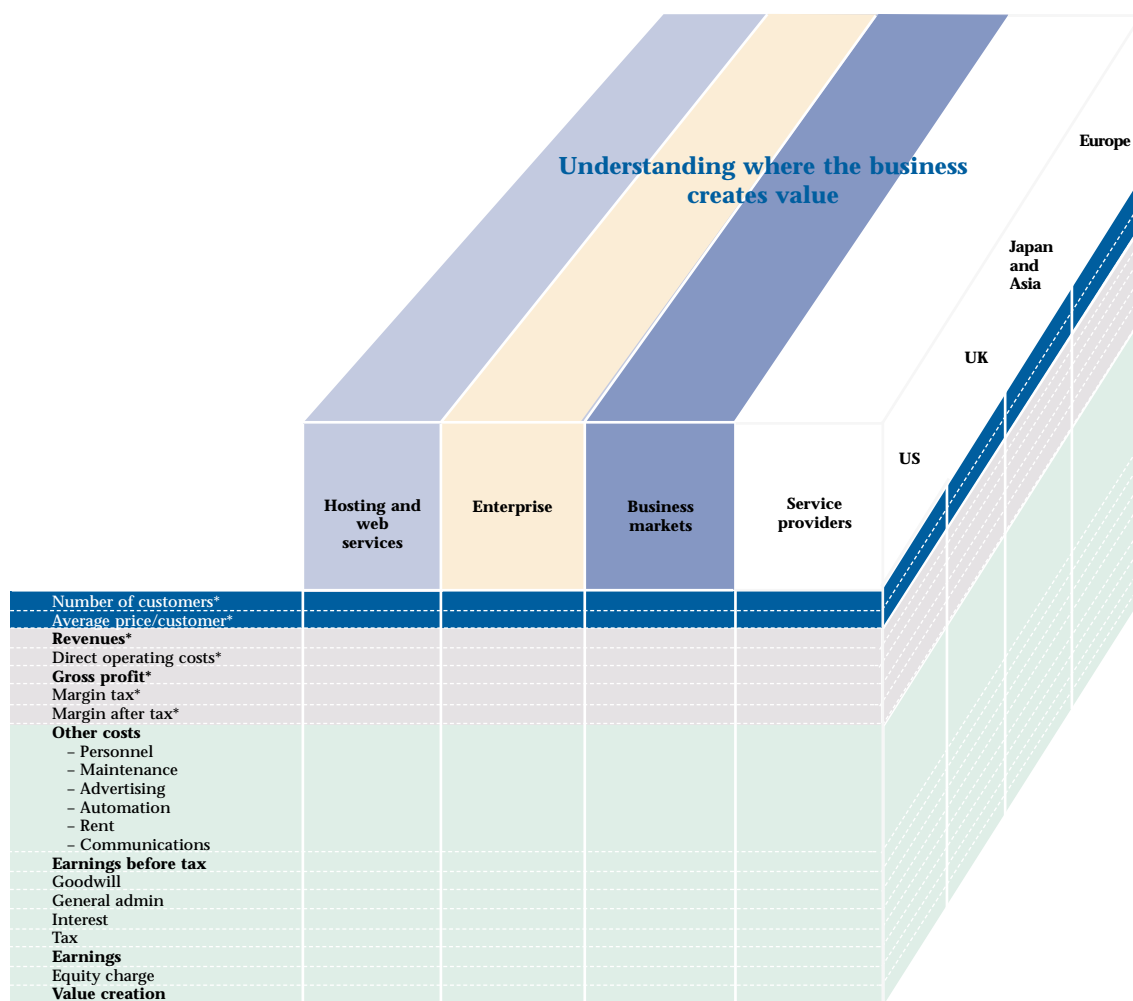 Europe
Understanding where the business
creates value
Japan
and
Asia
UK
US
Hosting and
web
services
Enterprise
Business
markets
Service
providers
Number of customers*
Average price/customer*
Revenues*
Direct operating costs*
Gross profit*
Margin tax*
Margin after tax*
Other costs
– Personnel
– Maintenance
– Advertising
– Automation
– Rent
– Communications
Earnings before tax
Goodwill
General admin
Interest
Tax
Earnings
Equity charge
Value creation